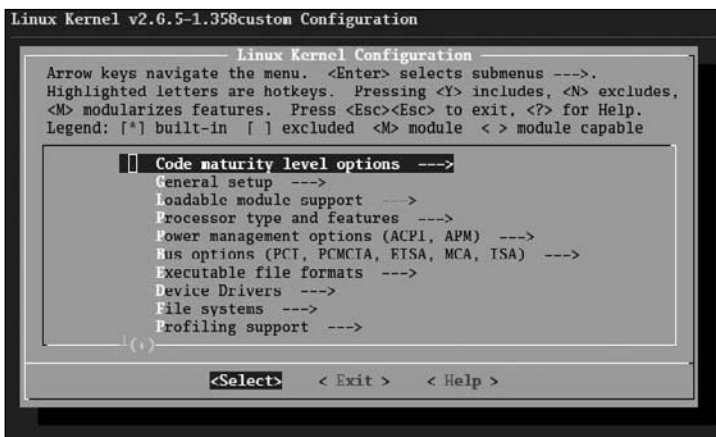 Linux Kernel v2.6.5-1.358custom Configuration
Linux Kernel Configuration
Arrow keys navigate the menu. <Enter> selects submenus --->.
Highlighted letters are hotkeys. Pressing <Y> includes, <N> excludes,
<M> modularizes features. Press <Esc><Esc> to exit, <?> for Help.
Legend: [*] built-in [ ] excluded <M> module < > module capable
Code maturity level options --->
General setup --->
Loadable module support --->
Processor type and features --->
Power management options (ACPI, APM) --->
Bus options (PCI, PCMCIA, EISA, MCA, ISA) --->
Executable file formats --->
Device Drivers --->
File systems --->
Profiling support --->
<Select> < Exit > < Help >